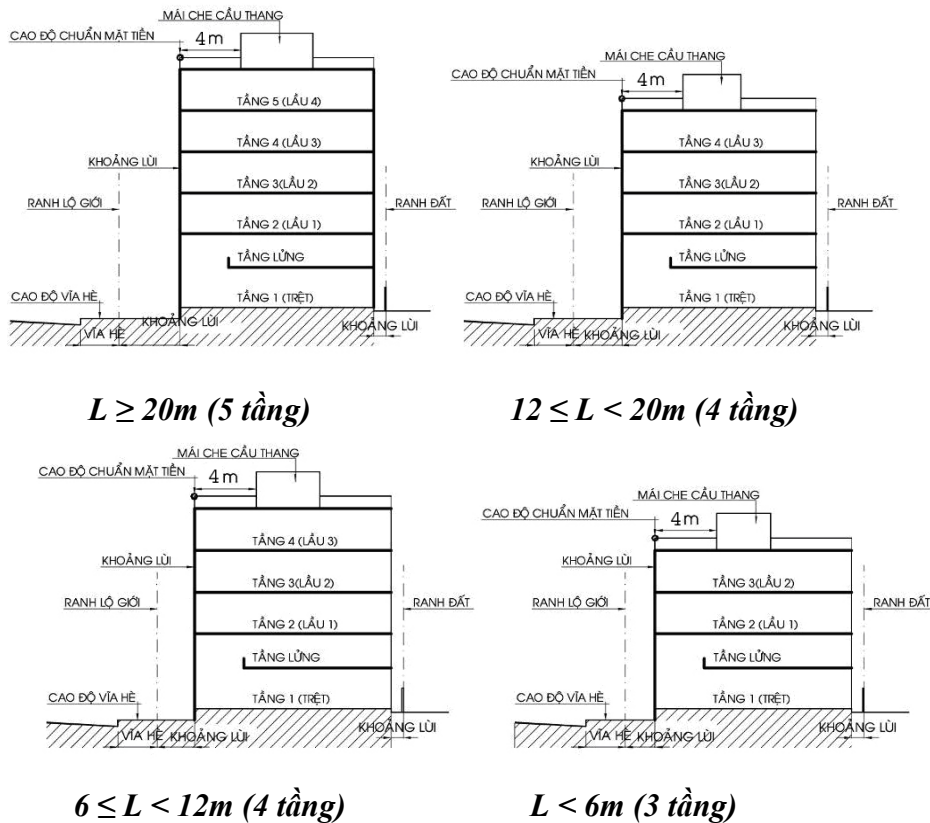 MÁI CHE CẦU THANG
CAO ĐỘ CHUẨN MẶT TIỀN
4m
TẦNG 5 (LẦU 4)
TẦNG 4 (LẦU 3)
KHOẢNG LÙI
TẦNG 3(LẦU 2)
RANH LỘ GIỚI
RANH ĐẤT
TẦNG 2 (LẦU 1)
TẦNG LỬNG
CAO ĐỘ VĨA HÈ
TẦNG 1 (TRỆT)
VĨA HÈ
KHOẢNG LÙI
KHOẢNG LÙI
L ≥ 20m (5 tầng)
MÁI CHE CẦU THANG
CAO ĐỘ CHUẨN MẶT TIỀN
4m
TẦNG 4 (LẦU 3)
KHOẢNG LÙI
TẦNG 3(LẦU 2)
RANH LỘ GIỚI
RANH ĐẤT
TẦNG 2 (LẦU 1)
TẦNG LỬNG
CAO ĐỘ VĨA HÈ
TẦNG 1 (TRỆT)
VĨA HÈ
KHOẢNG LÙI
KHOẢNG LÙI
12 ≤ L < 20m (4 tầng)
MÁI CHE CẦU THANG
CAO ĐỘ CHUẨN MẶT TIỀN
4m
TẦNG 4 (LẦU 3)
KHOẢNG LÙI
TẦNG 3(LẦU 2)
RANH LỘ GIỚI
RANH ĐẤT
TẦNG 2 (LẦU 1)
TẦNG LỬNG
CAO ĐỘ VĨA HÈ
TẦNG 1 (TRỆT)
VĨA HÈ
KHOẢNG LÙI
KHOẢNG LÙI
6 ≤ L < 12m (4 tầng)
MÁI CHE CẦU THANG
CAO ĐỘ CHUẨN MẶT TIỀN
4m
KHOẢNG LÙI
TẦNG 3(LẦU 2)
RANH LỘ GIỚI
RANH ĐẤT
TẦNG 2 (LẦU 1)
TẦNG LỬNG
CAO ĐỘ VĨA HÈ
TẦNG 1 (TRỆT)
VĨA HÈ
KHOẢNG LÙI
KHOẢNG LÙI
L < 6m (3 tầng)